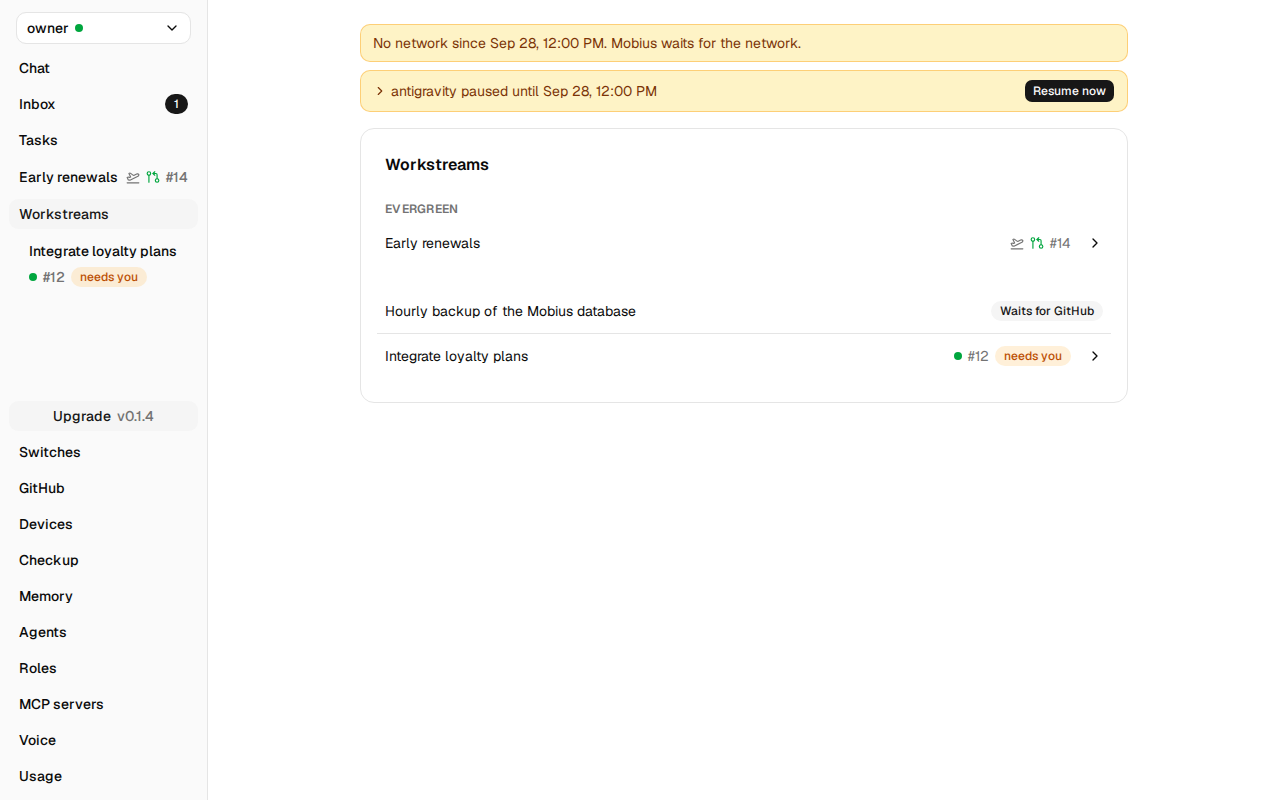 owner
Chat
Inbox 1
Tasks
Early renewals #14
Workstreams
Integrate loyalty plans
#12 needs you
Upgrade v0.1.4
Switches
GitHub
Devices
Checkup
Memory
Agents
Roles
MCP servers
Voice
Usage
No network since Sep 28, 12:00 PM. Mobius waits for the network.
antigravity paused until Sep 28, 12:00 PM Resume now
Workstreams
EVERGREEN
Early renewals #14
Hourly backup of the Mobius database Waits for GitHub
Integrate loyalty plans #12 needs you